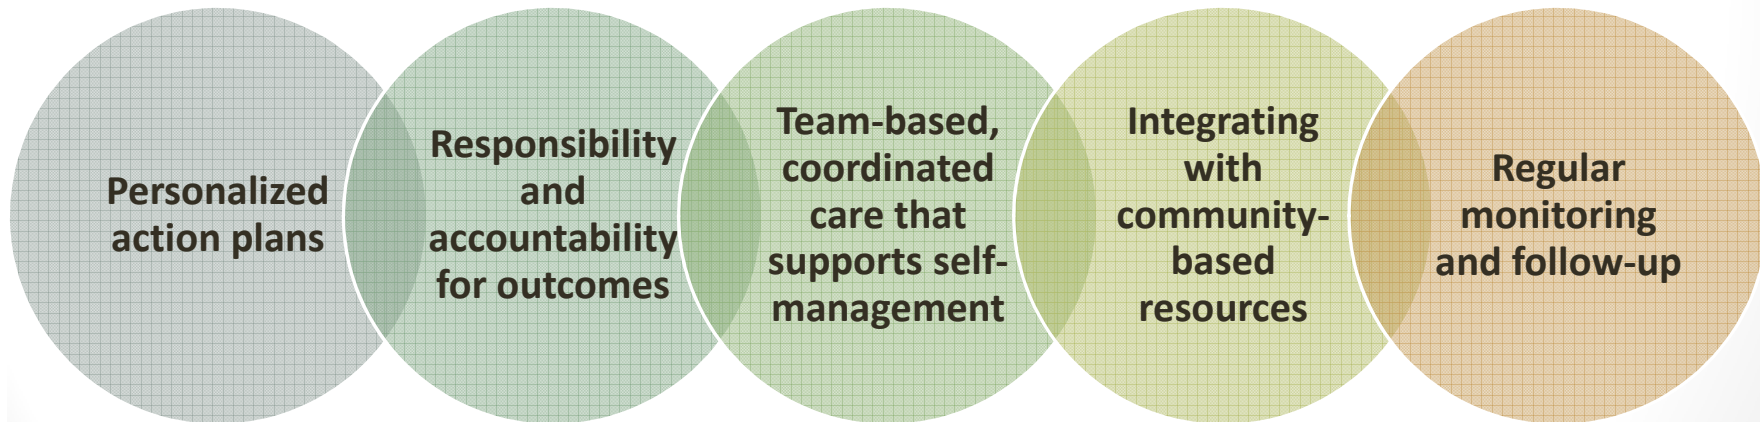 Personalized
action plans
Responsibility
and
accountability
for outcomes
Team-based,
coordinated
care that
supports self-
management
Integrating
with
community-
based
resources
Regular
monitoring
and follow-up